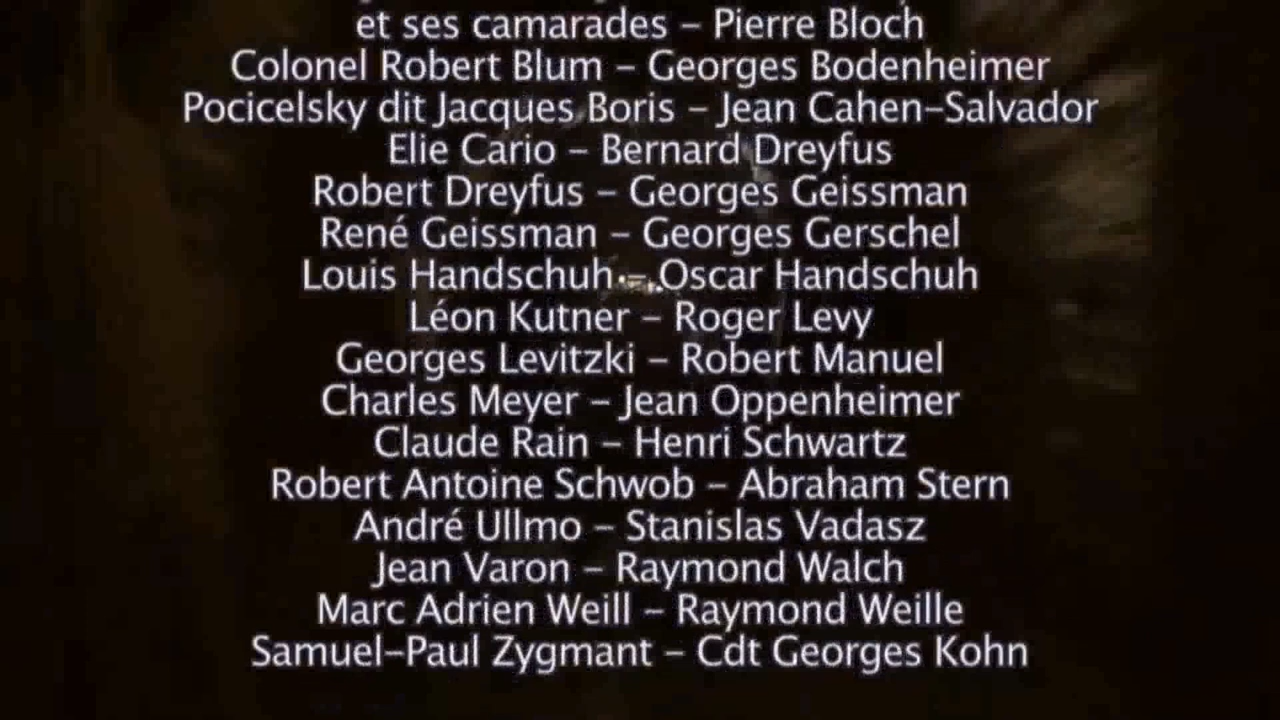 et ses camarades – Pierre Bloch
Colonel Robert Blum – Georges Bodenheimer
Pocicelsky dit Jacques Boris – Jean Cahen–Salvador
Elie Cario – Bernard Dreyfus
Robert Dreyfus – Georges Geissman
René Geissman – Georges Gerschel
Louis Handschuh – Oscar Handschuh
Léon Kutner – Roger Levy
Georges Levitzki – Robert Manuel
Charles Meyer – Jean Oppenheimer
Claude Rain – Henri Schwartz
Robert Antoine Schwob – Abraham Stern
André Ullmo – Stanislas Vadasz
Jean Varon – Raymond Walch
Marc Adrien Weill – Raymond Weille
Samuel–Paul Zygmant – Cdt Georges Kohn